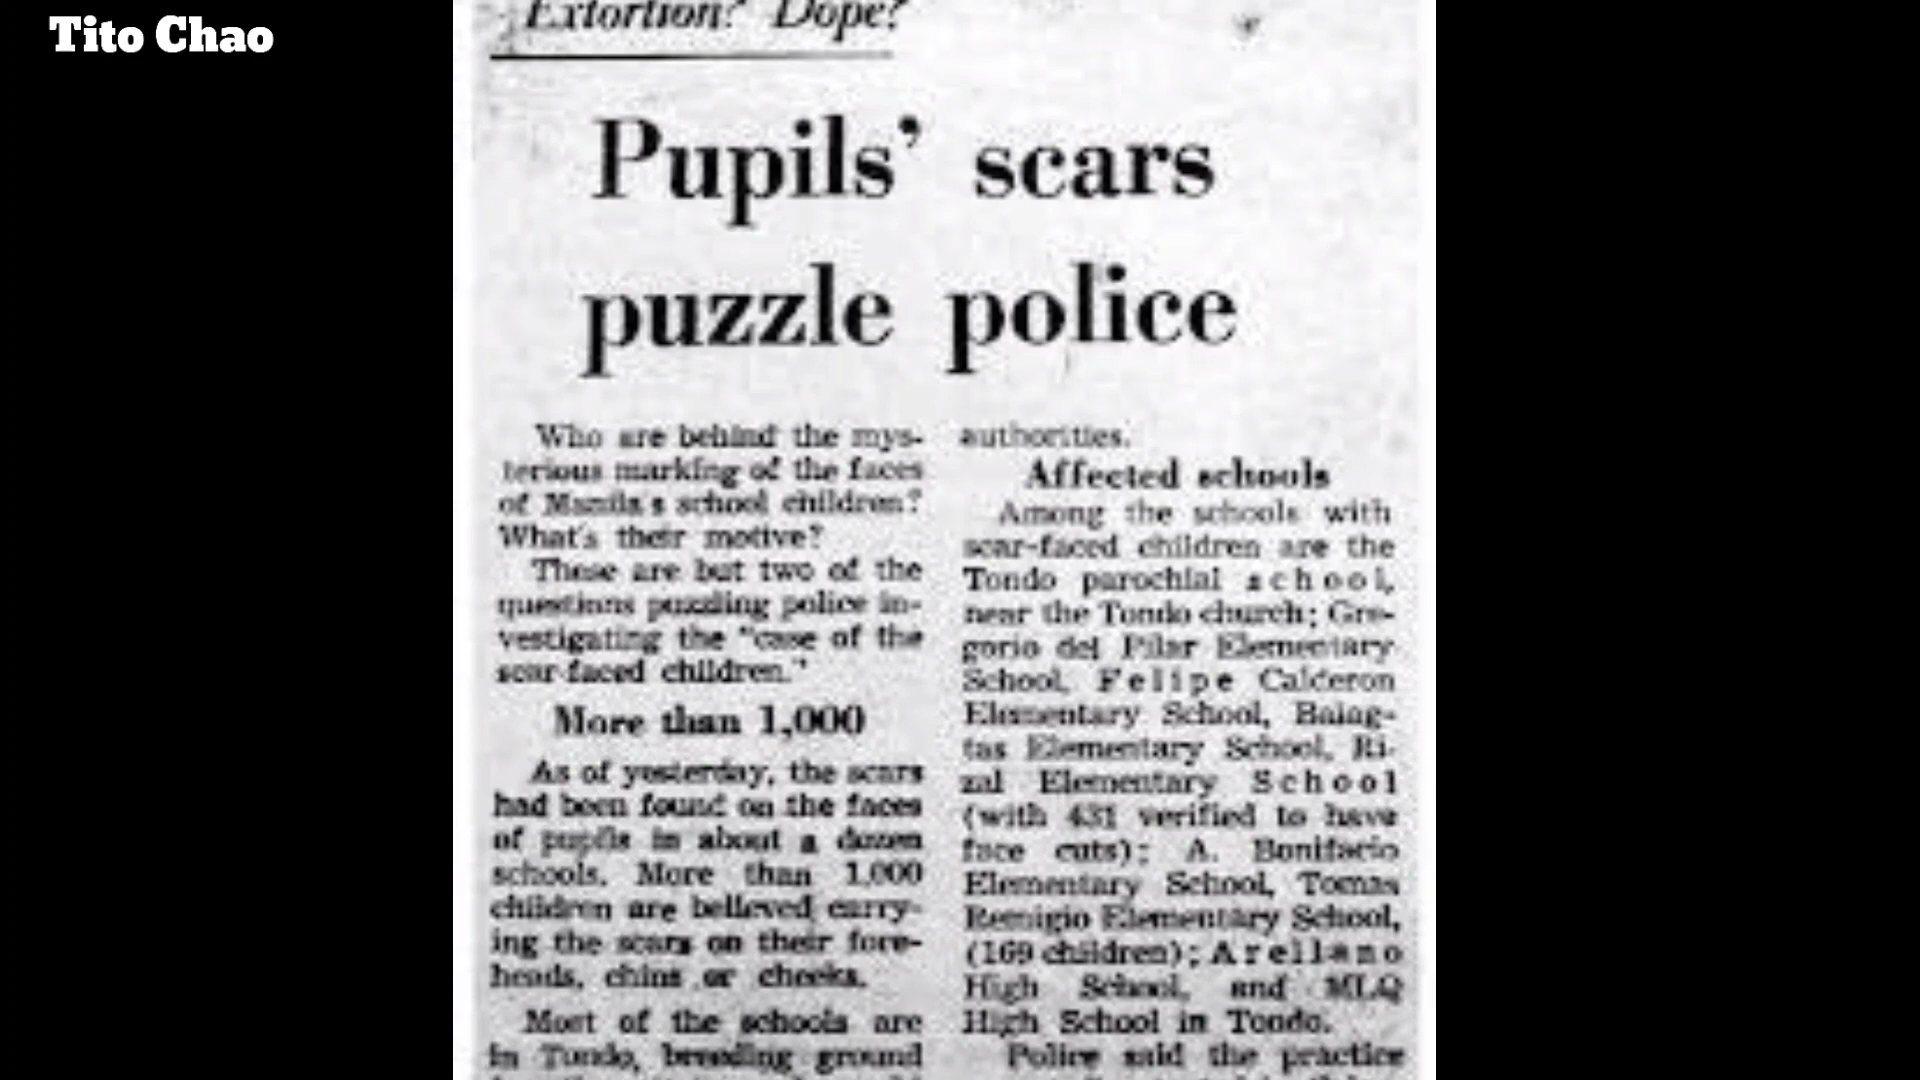 Tito Chao
Extortion? Dope?
Pupils' scars
puzzle police
Who are behind the mys-
terious marking of the faces
of Manila's school children?
What's their motive?
These are but two of the
questions puzzling police in-
vestigating the "case of the
scar-faced children."
More than 1,000
As of yesterday, the scars
had been found on the faces
of pupils in about a dozen
schools. More than 1,000
children are believed carry-
ing the scars on their fore-
heads, chins or cheeks.
Most of the schools are
in Tondo, breeding ground
authorities.
Affected schools
Among the schools with
scar-faced children are the
Tondo parochial school,
near the Tondo church; Gre-
gorio del Pilar Elementary
School, Felipe Calderon
Elementary School, Balag-
tas Elementary School, Ri-
zal Elementary School
(with 431 verified to have
face cuts); A. Bonifacio
Elementary School, Tomas
Remigio Elementary School,
(169 children); Arellano
High School, and MLQ
High School in Tondo.
Police said the practice